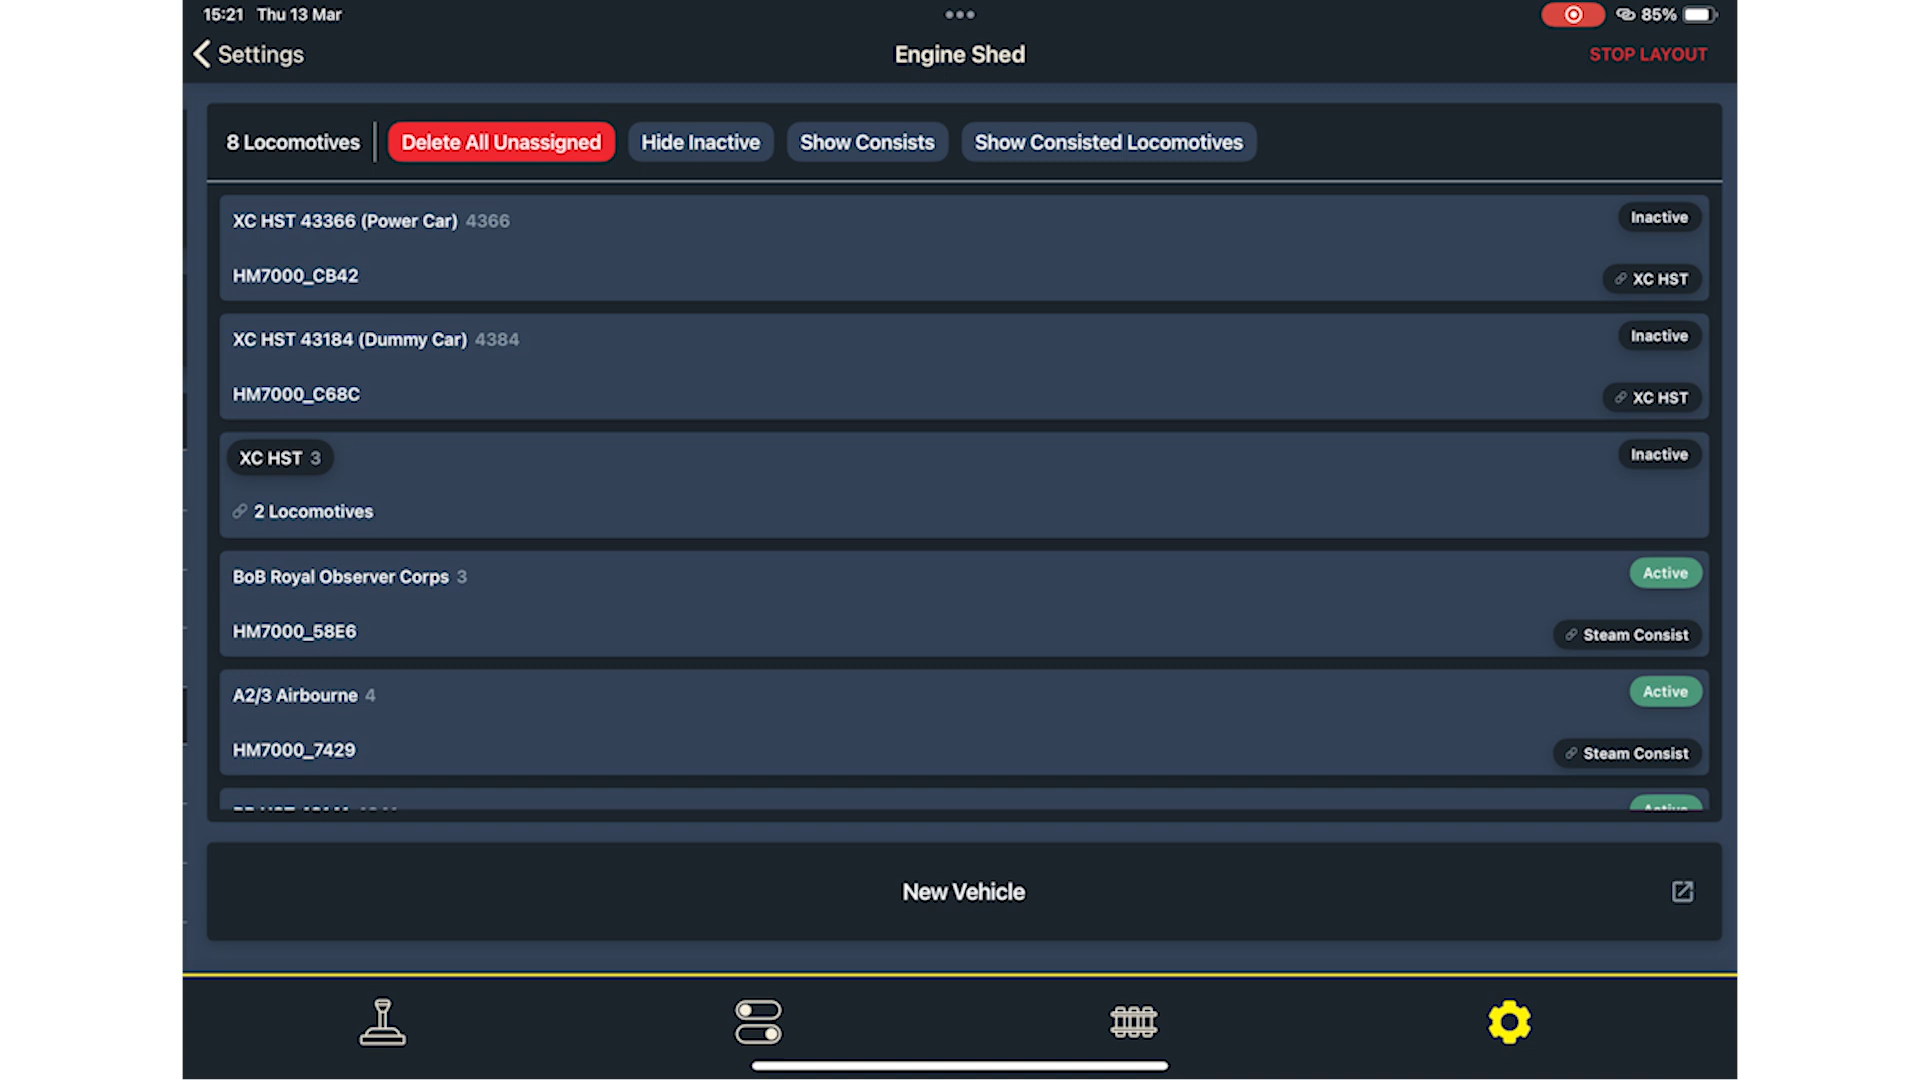 15:21 Thu 13 Mar
85%
Settings
Engine Shed
STOP LAYOUT
8 Locomotives
Delete All Unassigned
Hide Inactive
Show Consists
Show Consisted Locomotives
XC HST 43366 (Power Car) 4366
Inactive
HM7000_CB42
XC HST
XC HST 43184 (Dummy Car) 4384
Inactive
HM7000_C68C
XC HST
XC HST 3
Inactive
2 Locomotives
BoB Royal Observer Corps 3
Active
HM7000_58E6
Steam Consist
A2/3 Airbourne 4
Active
HM7000_7429
Steam Consist
Active
New Vehicle